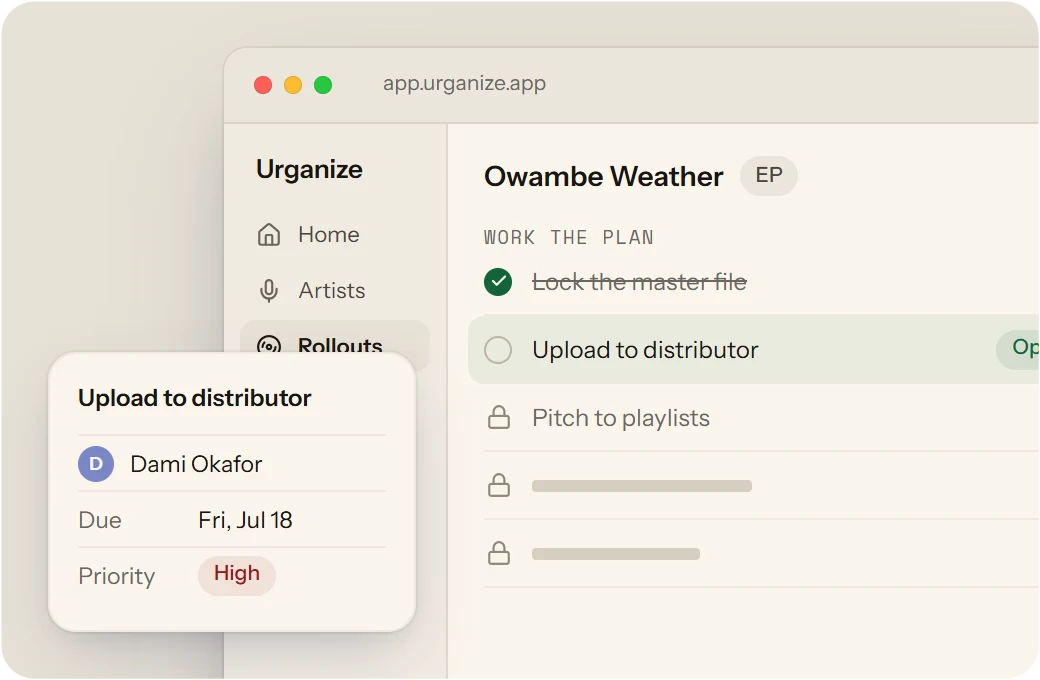 app.urganize.app
Urganize
Home
Artists
Rollouts
Owambe Weather
EP
WORK THE PLAN
Lock the master file
Upload to distributor
Op
Pitch to playlists
Upload to distributor
D
Dami Okafor
Due
Fri, Jul 18
Priority
High